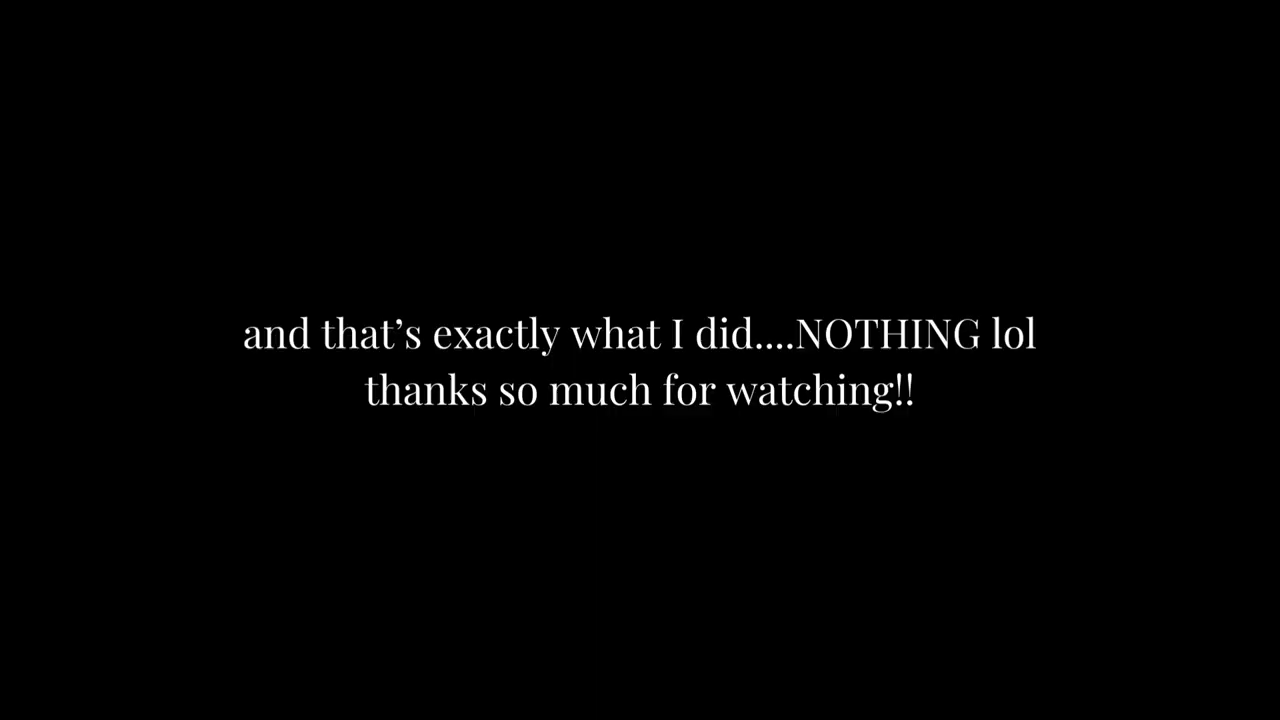 and that’s exactly what I did....NOTHING lol
thanks so much for watching!!